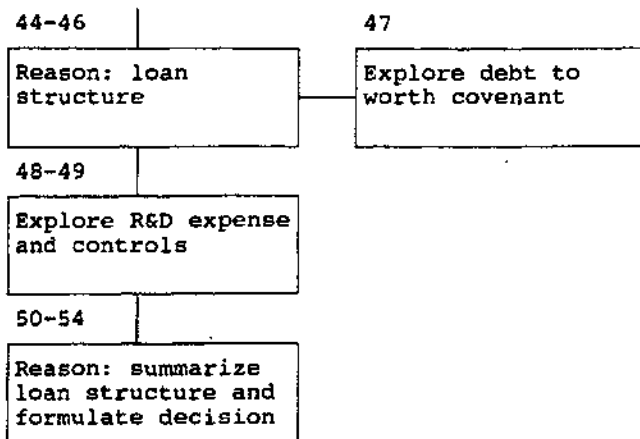 44-46
Reason: loan
structure
47
Explore debt to
worth covenant
48-49
Explore R&D expense
and controls
50-54
Reason: summarize
loan structure and
formulate decision